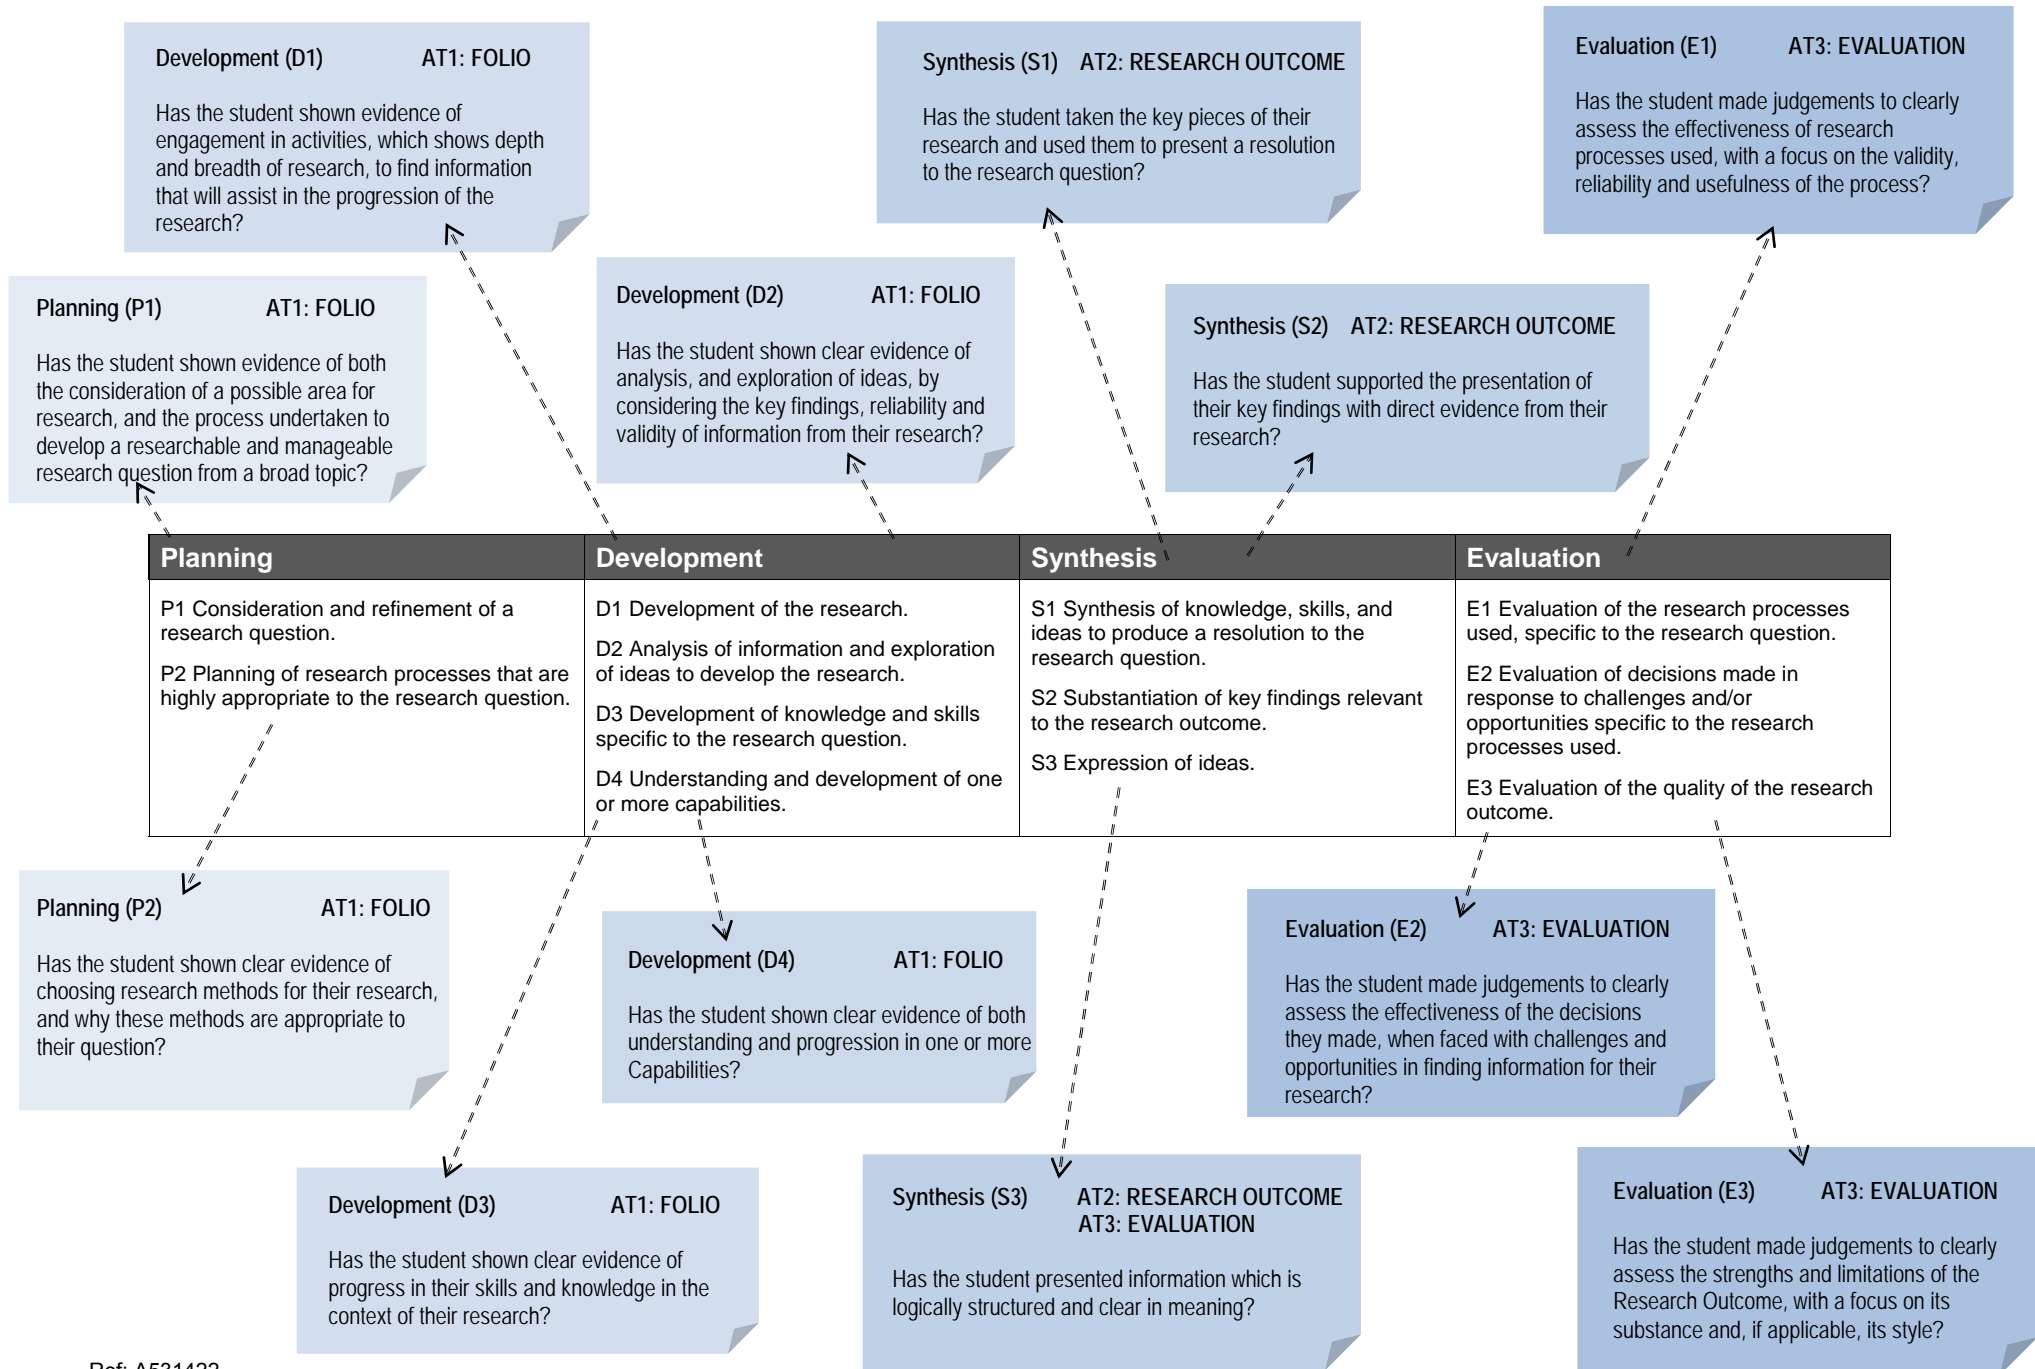 Development (D1) AT1: FOLIO
Has the student shown evidence of
engagement in activities, which shows depth
and breadth of research, to find information
that will assist in the progression of the
research?
Synthesis (S1) AT2: RESEARCH OUTCOME
Has the student taken the key pieces of their
research and used them to present a resolution
to the research question?
Evaluation (E1) AT3: EVALUATION
Has the student made judgements to clearly
assess the effectiveness of research
processes used, with a focus on the validity,
reliability and usefulness of the process?
Planning (P1) AT1: FOLIO
Has the student shown evidence of both
the consideration of a possible area for
research, and the process undertaken to
develop a researchable and manageable
research question from a broad topic?
Development (D2) AT1: FOLIO
Has the student shown clear evidence of
analysis, and exploration of ideas, by
considering the key findings, reliability and
validity of information from their research?
Synthesis (S2) AT2: RESEARCH OUTCOME
Has the student supported the presentation of
their key findings with direct evidence from their
research?
Planning
Development
Synthesis
Evaluation
P1 Consideration and refinement of a
research question.
P2 Planning of research processes that are
highly appropriate to the research question.
D1 Development of the research.
D2 Analysis of information and exploration
of ideas to develop the research.
D3 Development of knowledge and skills
specific to the research question.
D4 Understanding and development of one
or more capabilities.
S1 Synthesis of knowledge, skills, and
ideas to produce a resolution to the
research question.
S2 Substantiation of key findings relevant
to the research outcome.
S3 Expression of ideas.
E1 Evaluation of the research processes
used, specific to the research question.
E2 Evaluation of decisions made in
response to challenges and/or
opportunities specific to the research
processes used.
E3 Evaluation of the quality of the research
outcome.
Planning (P2) AT1: FOLIO
Has the student shown clear evidence of
choosing research methods for their research,
and why these methods are appropriate to
their question?
Development (D4) AT1: FOLIO
Has the student shown clear evidence of both
understanding and progression in one or more
Capabilities?
Evaluation (E2) AT3: EVALUATION
Has the student made judgements to clearly
assess the effectiveness of the decisions
they made, when faced with challenges and
opportunities in finding information for their
research?
Development (D3) AT1: FOLIO
Has the student shown clear evidence of
progress in their skills and knowledge in the
context of their research?
Synthesis (S3) AT2: RESEARCH OUTCOME
AT3: EVALUATION
Has the student presented information which is
logically structured and clear in meaning?
Evaluation (E3) AT3: EVALUATION
Has the student made judgements to clearly
assess the strengths and limitations of the
Research Outcome, with a focus on its
substance and, if applicable, its style?
Ref: A531422